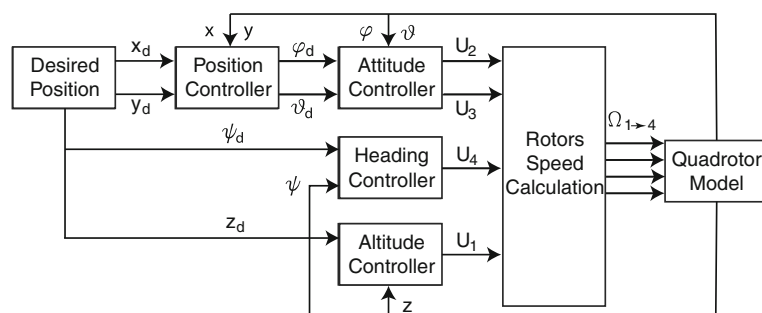 x y φ ϑ
x_d φ_d U_2
Desired
Position
Position
Controller
Attitude
Controller
y_d ϑ_d U_3
Rotors
Speed
Calculation
Ω_1→4
Quadrotor
Model
ψ_d
Heading
Controller
U_4
ψ
z_d
Altitude
Controller
U_1
z